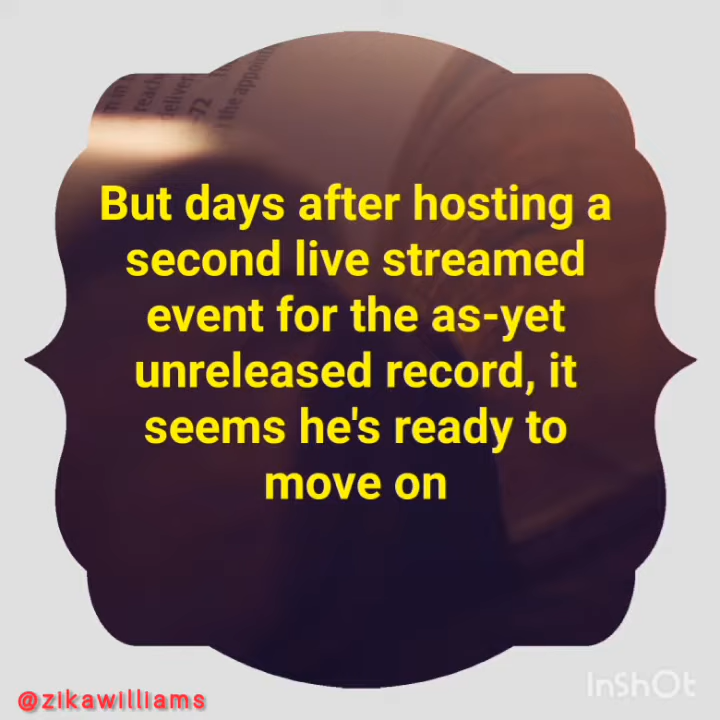 But days after hosting a
second live streamed
event for the as-yet
unreleased record, it
seems he's ready to
move on
@zikawilliams
InShOt